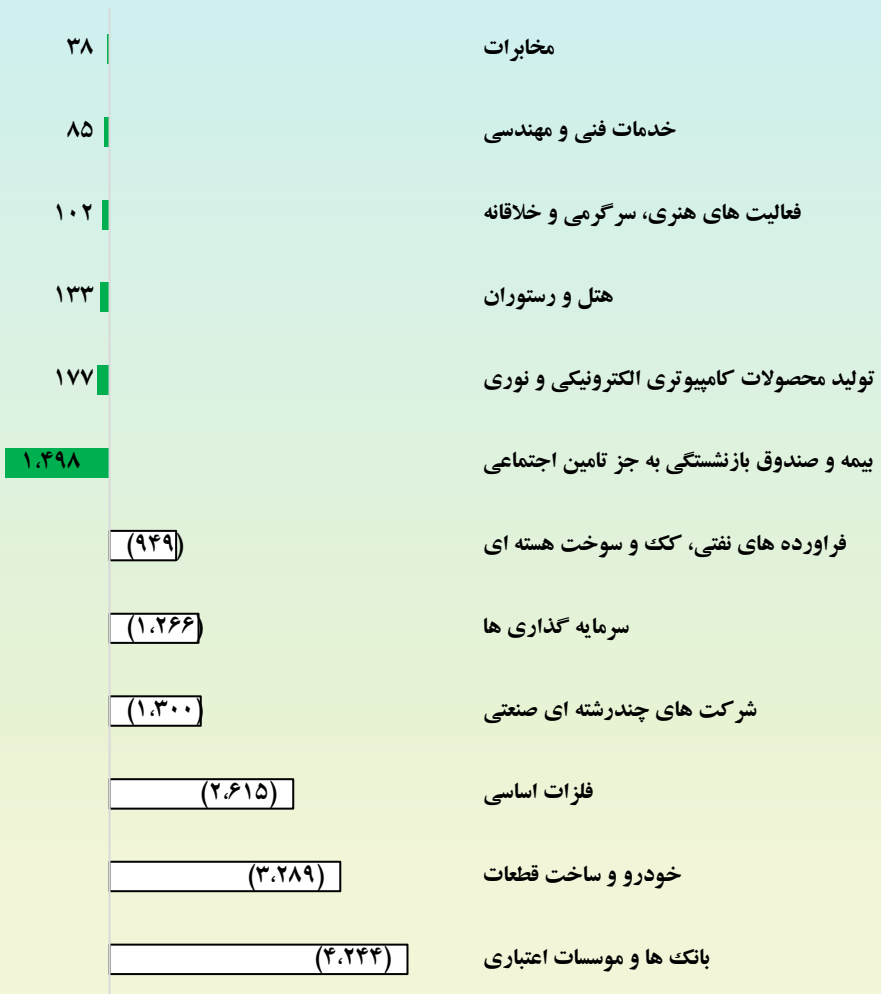 مخابرات ۳۸
خدمات فنی و مهندسی ۸۵
فعالیت های هنری، سرگرمی و خلاقانه ۱۰۲
هتل و رستوران ۱۳۳
تولید محصولات کامپیوتری الکترونیکی و نوری ۱۷۷
بیمه و صندوق بازنشستگی به جز تامین اجتماعی ۱،۴۹۸
فراورده های نفتی، کک و سوخت هسته ای (۹۴۹)
سرمایه گذاری ها (۱،۲۶۶)
شرکت های چندرشته ای صنعتی (۱،۳۰۰)
فلزات اساسی (۲،۶۱۵)
خودرو و ساخت قطعات (۳،۲۸۹)
بانک ها و موسسات اعتباری (۴،۲۴۴)